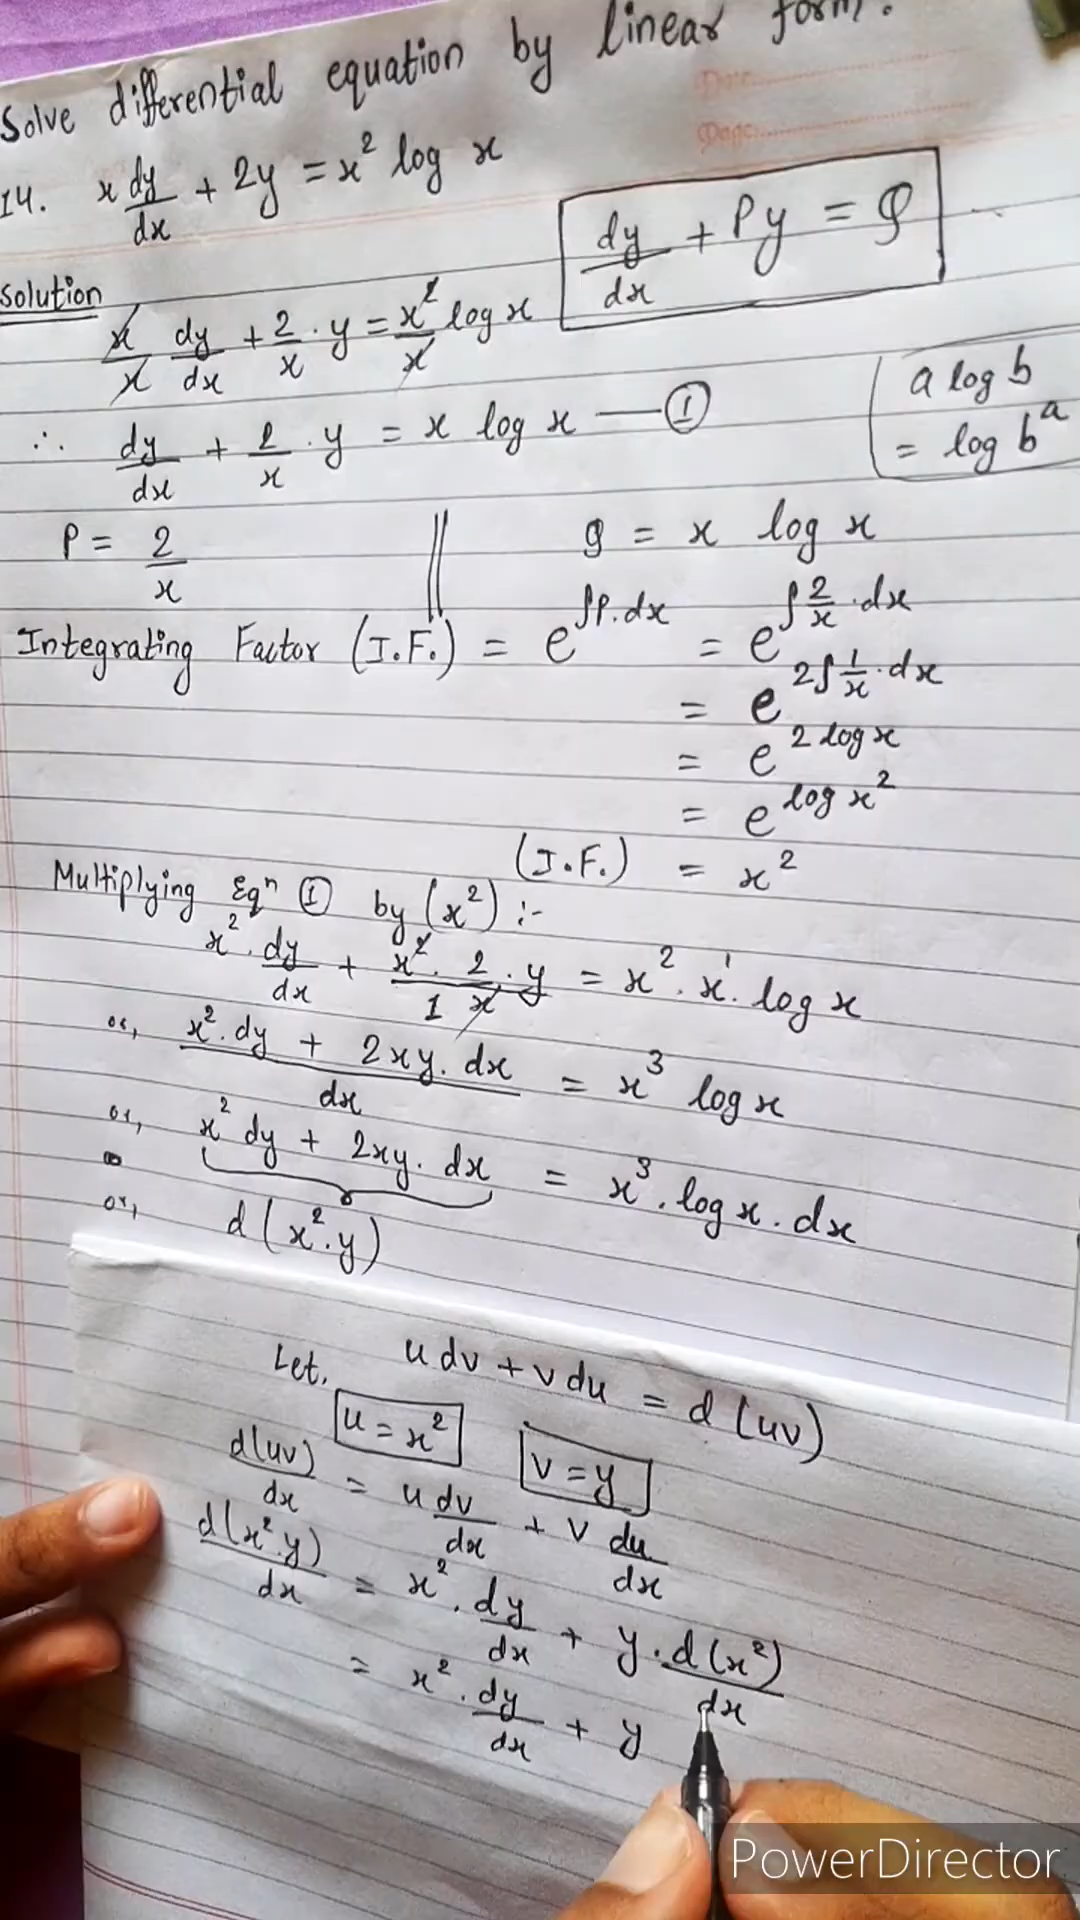 Solve differential equation by linear form.
Date
Page
14. x dy/dx + 2y = x² log x
dy/dx + Py = Q
Solution
x/x dy/dx + 2/x · y = x²/x log x
∴ dy/dx + 2/x · y = x log x — ①
a log b
= log bᵃ
P = 2/x || Q = x log x
Integrating Factor (I.F.) = e^∫P.dx = e^∫2/x · dx
= e^2∫1/x · dx
= e^2 log x
= e^log x²
(I.F.) = x²
Multiplying Eqⁿ ① by (x²) :-
x² · dy/dx + x² · 2 · y/1 x = x² · x¹ · log x
or, x² · dy + 2xy · dx/dx = x³ log x
or, x² dy + 2xy · dx = x³ · log x · dx
or, d(x² · y)
Let, u dv + v du = d(uv)
u = x² v = y
d(uv)/dx = u dv/dx + v du/dx
d(x² · y)/dx = x² · dy/dx + y · d(x²)/dx
= x² · dy/dx + y
PowerDirector